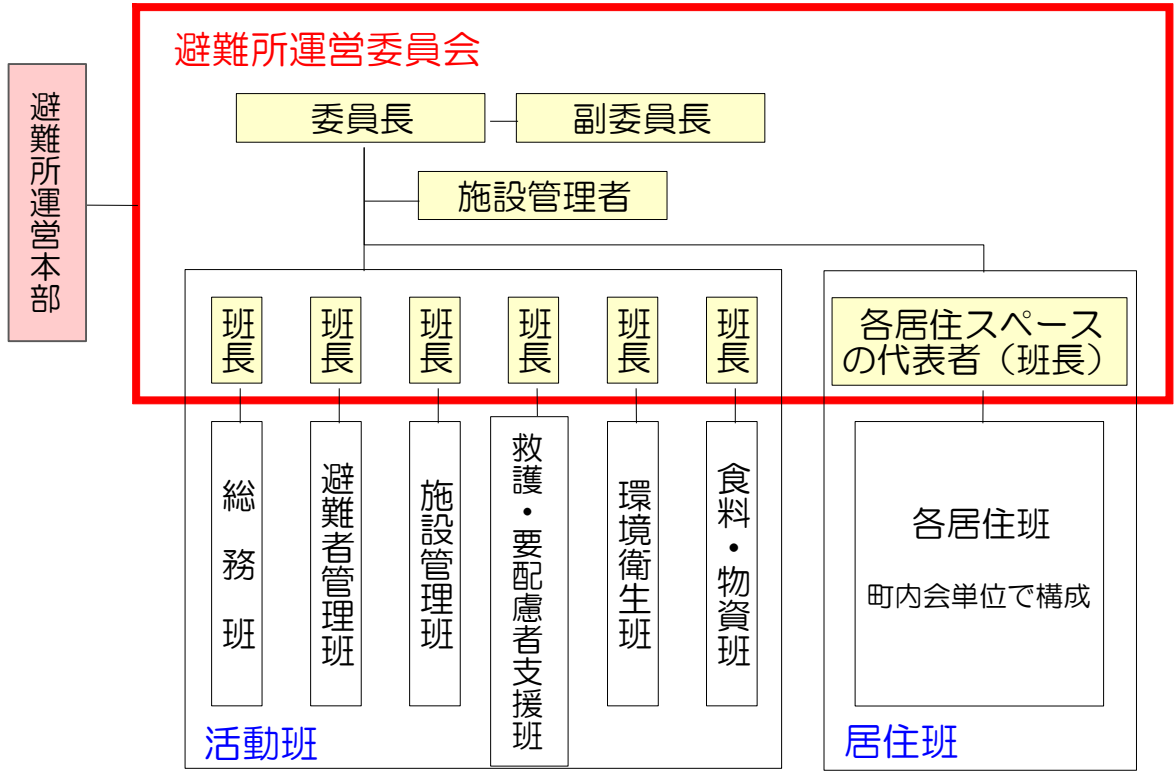 避難所運営委員会
避難所運営本部
委員長
副委員長
施設管理者
班長
班長
班長
班長
班長
班長
各居住スペース
の代表者（班長）
総務班
避難者管理班
施設管理班
救護・要配慮者支援班
環境衛生班
食料・物資班
各居住班
町内会単位で構成
活動班
居住班